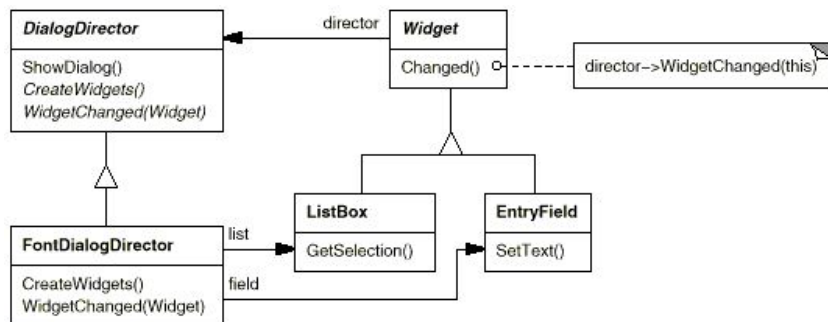 DialogDirector
ShowDialog()
CreateWidgets()
WidgetChanged(Widget)
director
Widget
Changed()
director->WidgetChanged(this)
FontDialogDirector
CreateWidgets()
WidgetChanged(Widget)
list
field
ListBox
GetSelection()
EntryField
SetText()